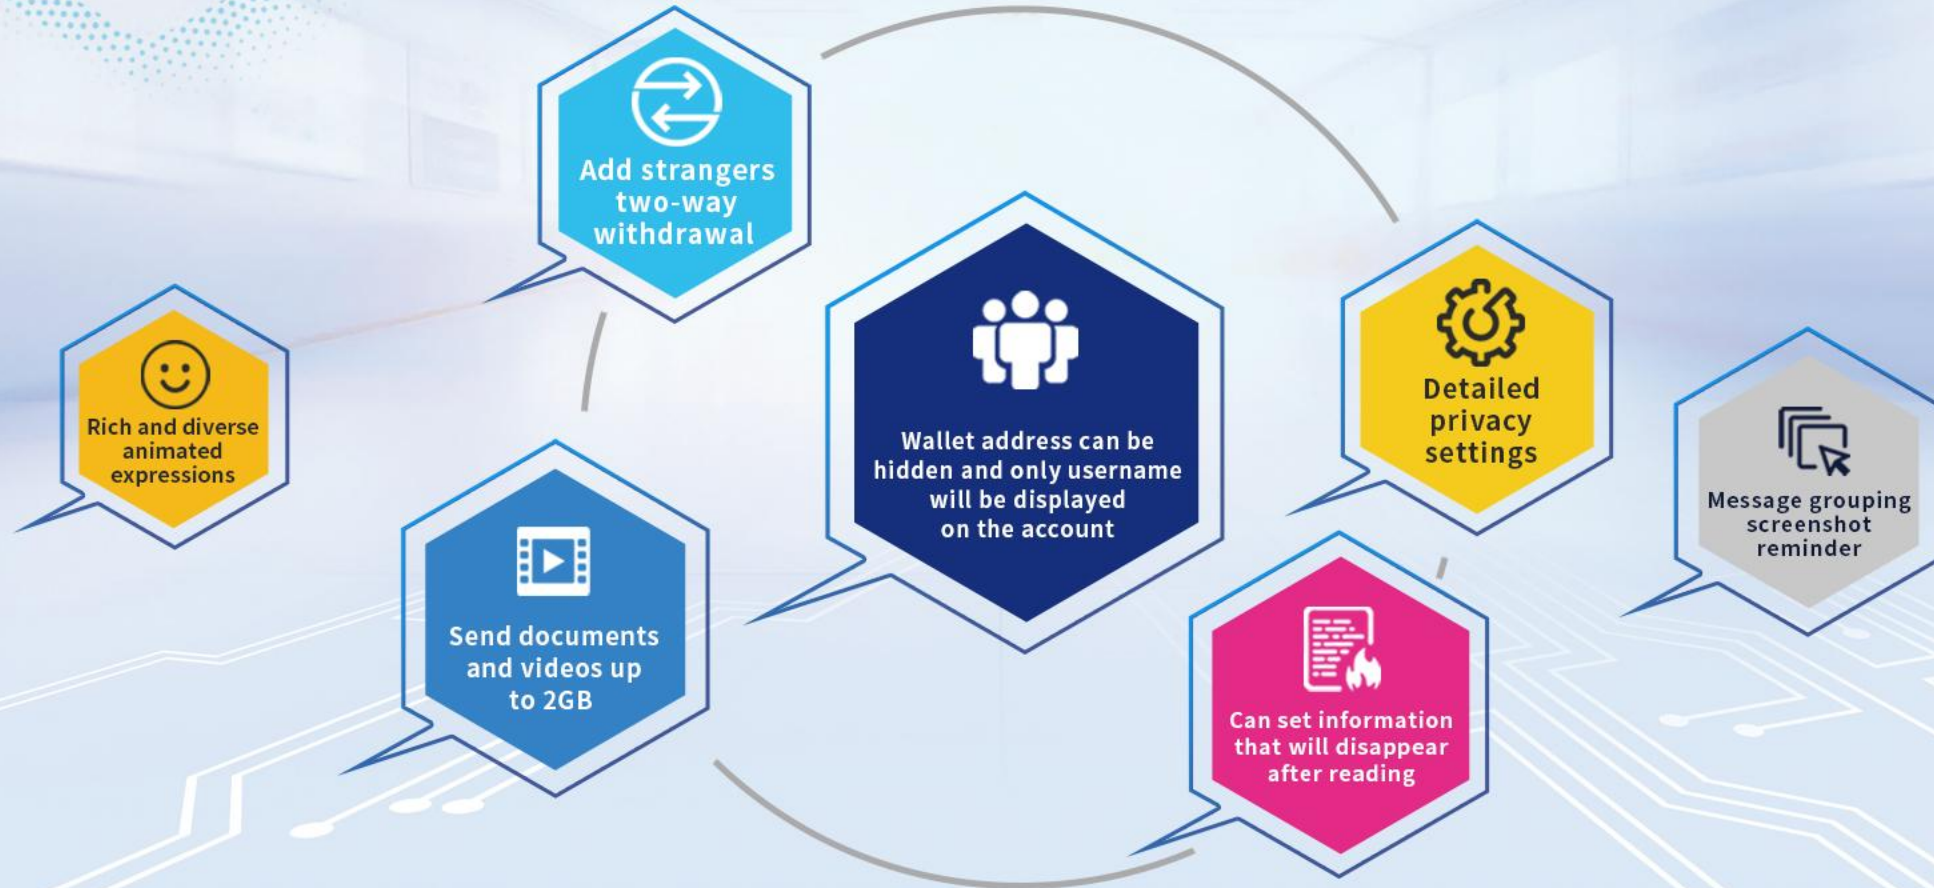 Add strangers
two-way
withdrawal
Rich and diverse
animated
expressions
Wallet address can be
hidden and only username
will be displayed
on the account
Detailed
privacy
settings
Message grouping
screenshot
reminder
Send documents
and videos up
to 2GB
Can set information
that will disappear
after reading